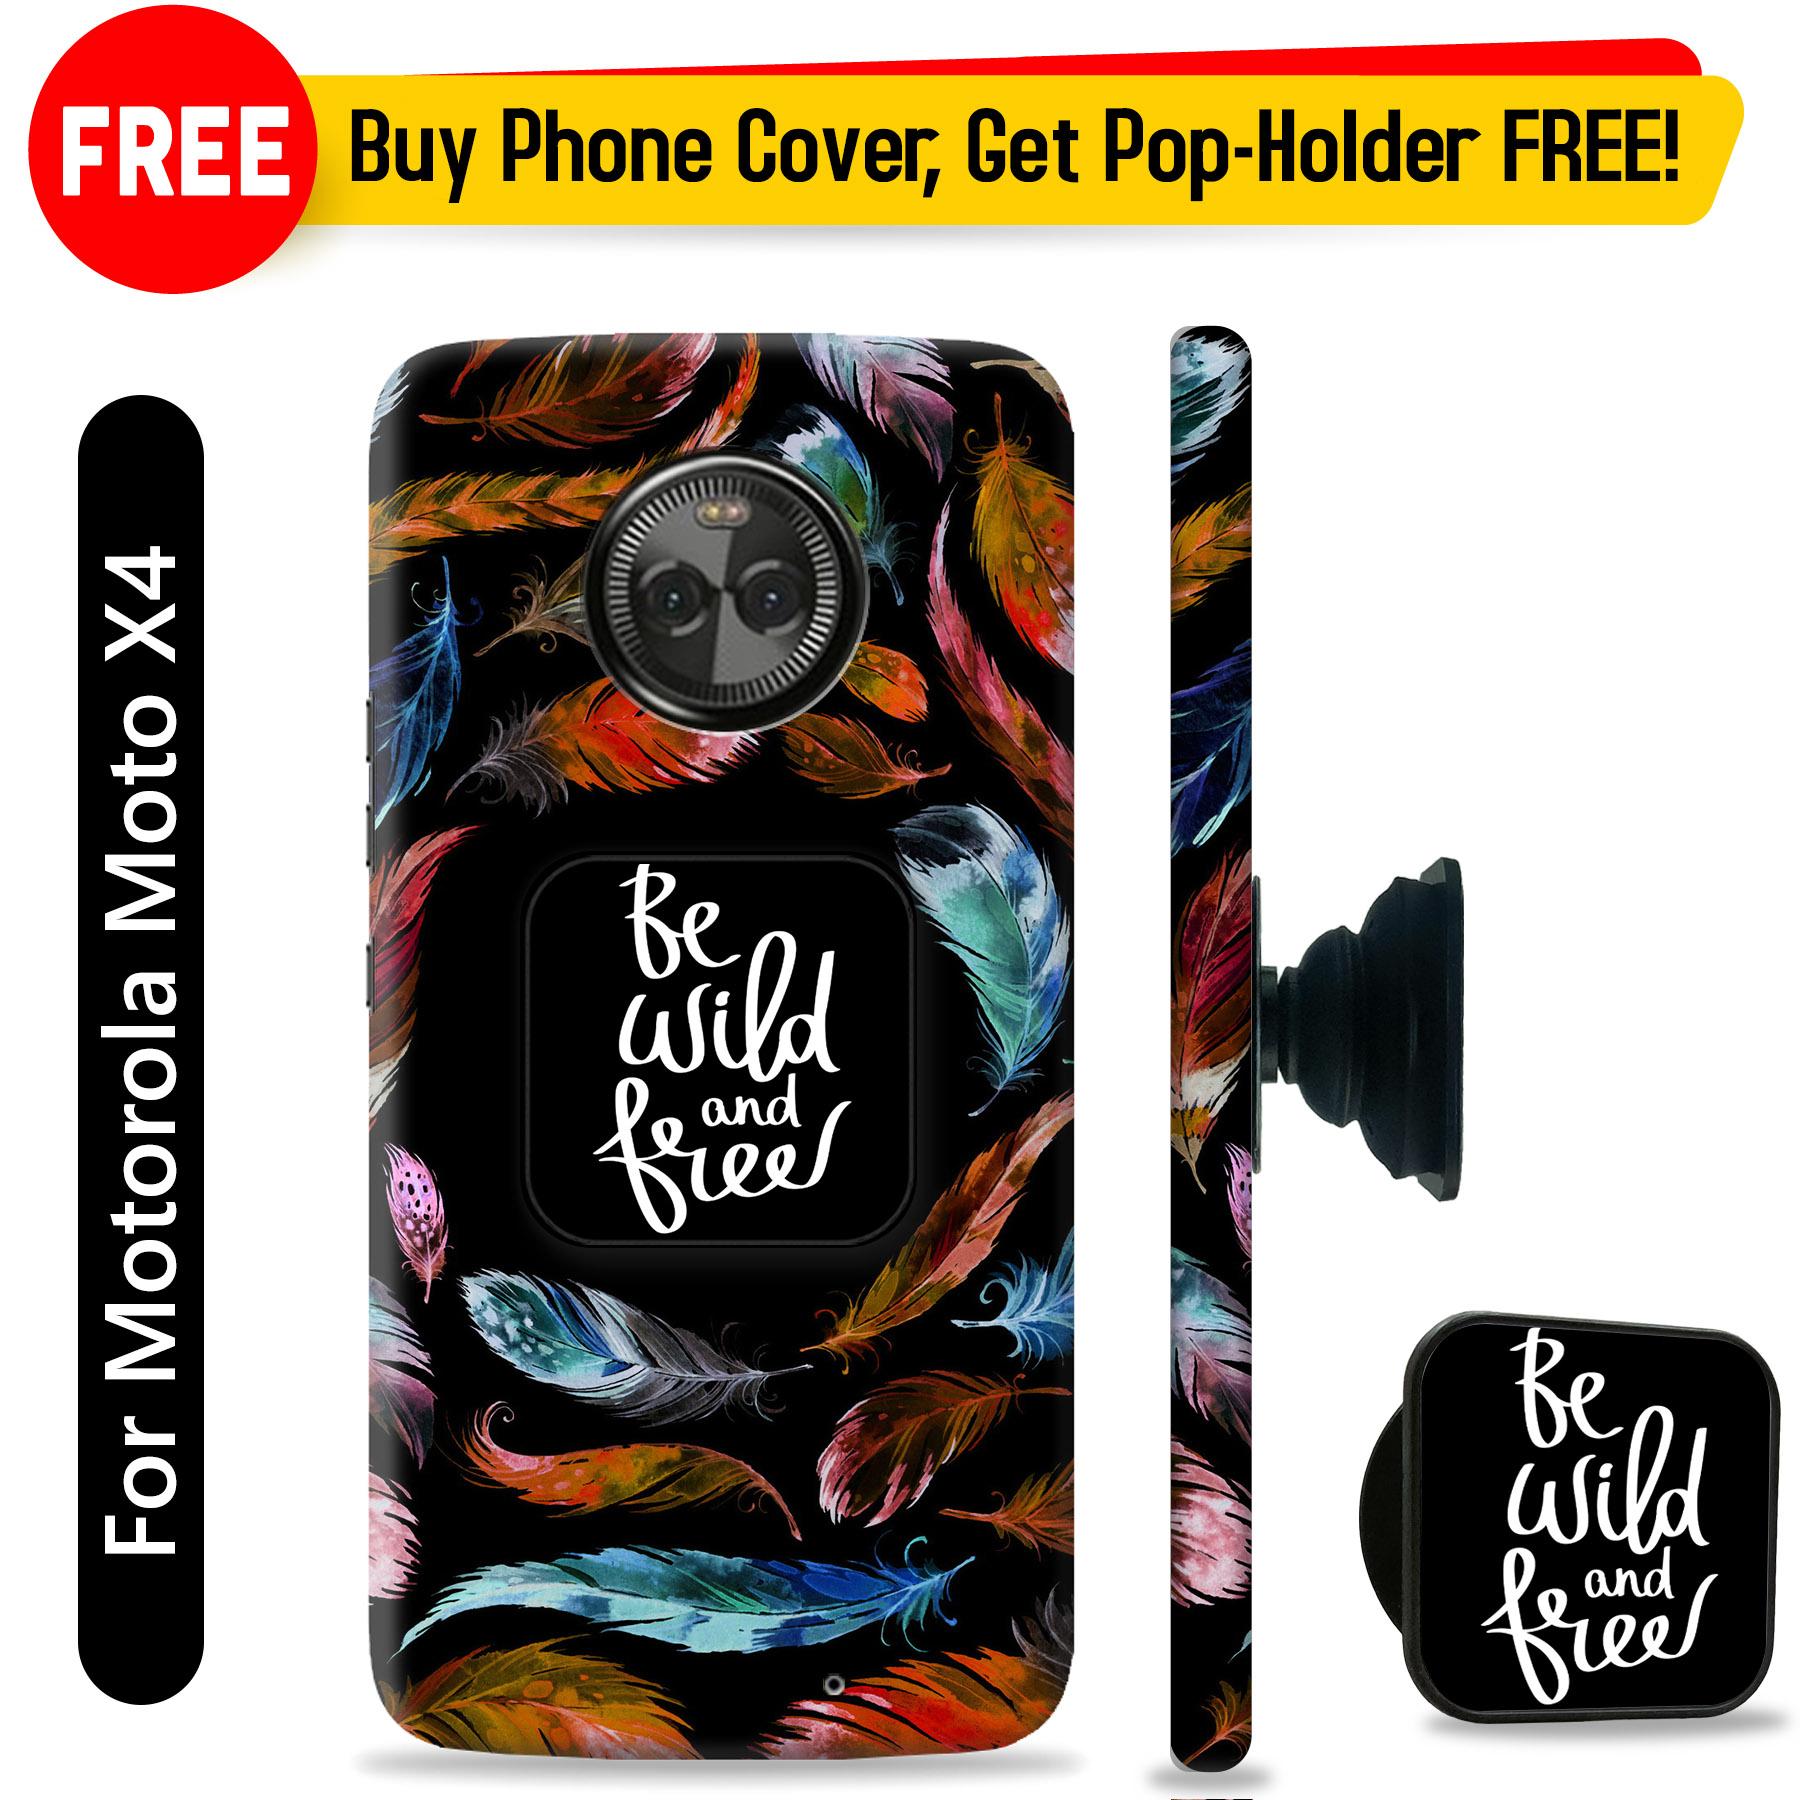 FREE
Buy Phone Cover, Get Pop-Holder FREE!
For Motorola Moto X4
Be
wild
and
free
Be
wild
and
free